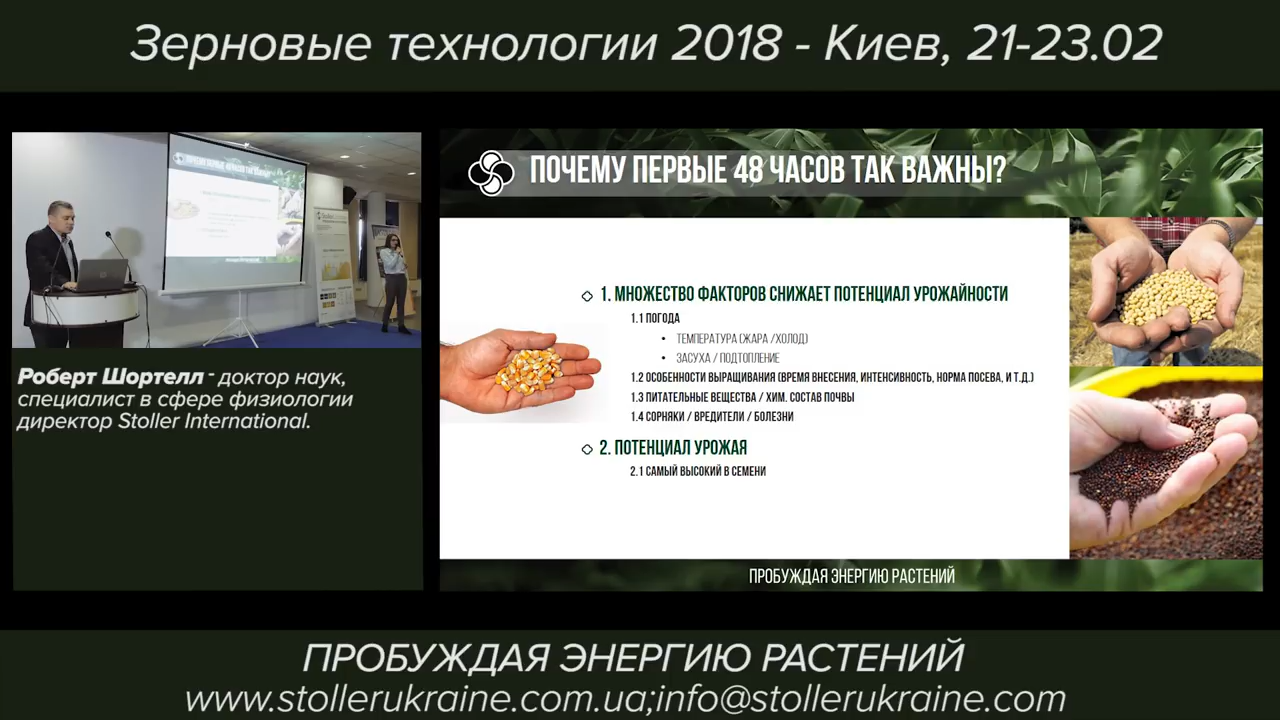 Зерновые технологии 2018 - Киев, 21-23.02
ПОЧЕМУ ПЕРВЫЕ 48 ЧАСОВ ТАК ВАЖНЫ?
Роберт Шортелл - доктор наук,
специалист в сфере физиологии
директор Stoller International.
1. МНОЖЕСТВО ФАКТОРОВ СНИЖАЕТ ПОТЕНЦИАЛ УРОЖАЙНОСТИ
1.1 ПОГОДА
• ТЕМПЕРАТУРА (ЖАРА /ХОЛОД)
• ЗАСУХА / ПОДТОПЛЕНИЕ
1.2 ОСОБЕННОСТИ ВЫРАЩИВАНИЯ (ВРЕМЯ ВНЕСЕНИЯ, ИНТЕНСИВНОСТЬ, НОРМА ПОСЕВА, И Т.Д.)
1.3 ПИТАТЕЛЬНЫЕ ВЕЩЕСТВА / ХИМ. СОСТАВ ПОЧВЫ
1.4 СОРНЯКИ / ВРЕДИТЕЛИ / БОЛЕЗНИ
2. ПОТЕНЦИАЛ УРОЖАЯ
2.1 САМЫЙ ВЫСОКИЙ В СЕМЕНИ
ПРОБУЖДАЯ ЭНЕРГИЮ РАСТЕНИЙ
ПРОБУЖДАЯ ЭНЕРГИЮ РАСТЕНИЙ
www.stollerukraine.com.ua;info@stollerukraine.com